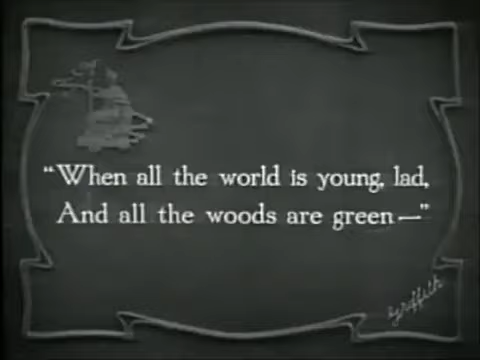 “When all the world is young, lad,
And all the woods are green—”
Griffith